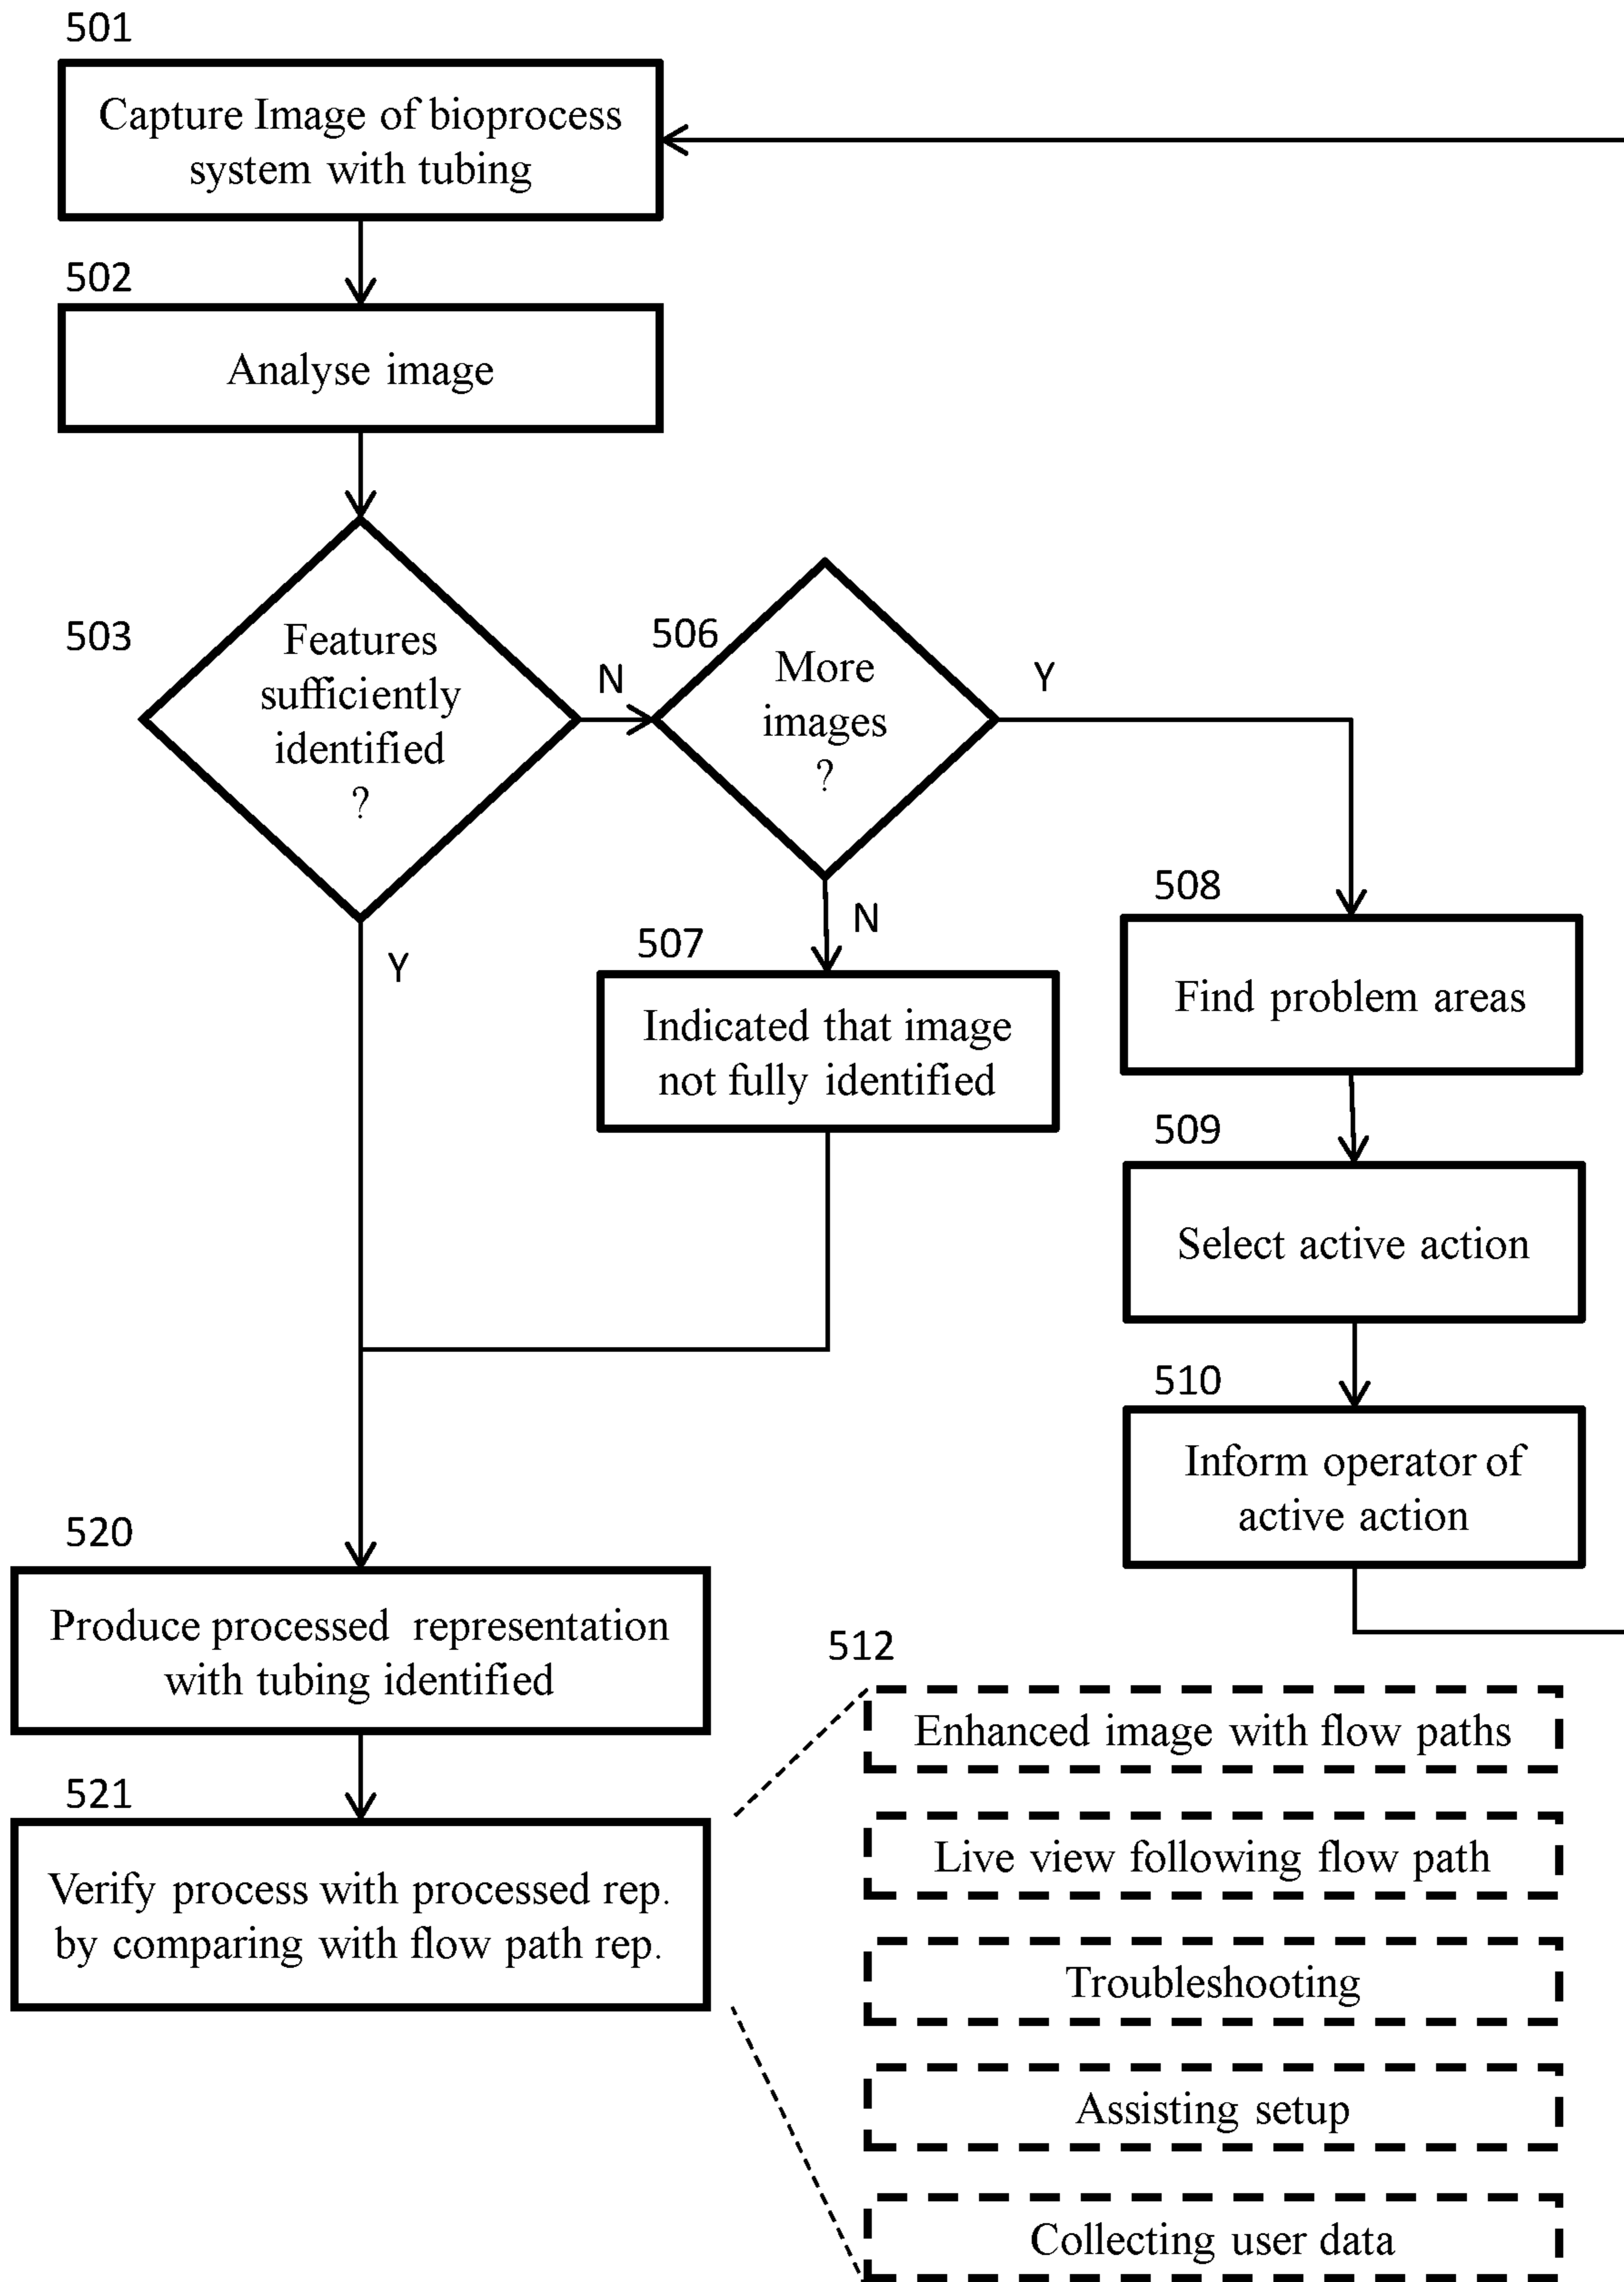 501
Capture Image of bioprocess
system with tubing
502
Analyse image
503
Features
sufficiently
identified
?
N
506
More
images
?
Y
N
Y
507
Indicated that image
not fully identified
508
Find problem areas
509
Select active action
510
Inform operator of
active action
520
Produce processed representation
with tubing identified
521
Verify process with processed rep.
by comparing with flow path rep.
512
Enhanced image with flow paths
Live view following flow path
Troubleshooting
Assisting setup
Collecting user data